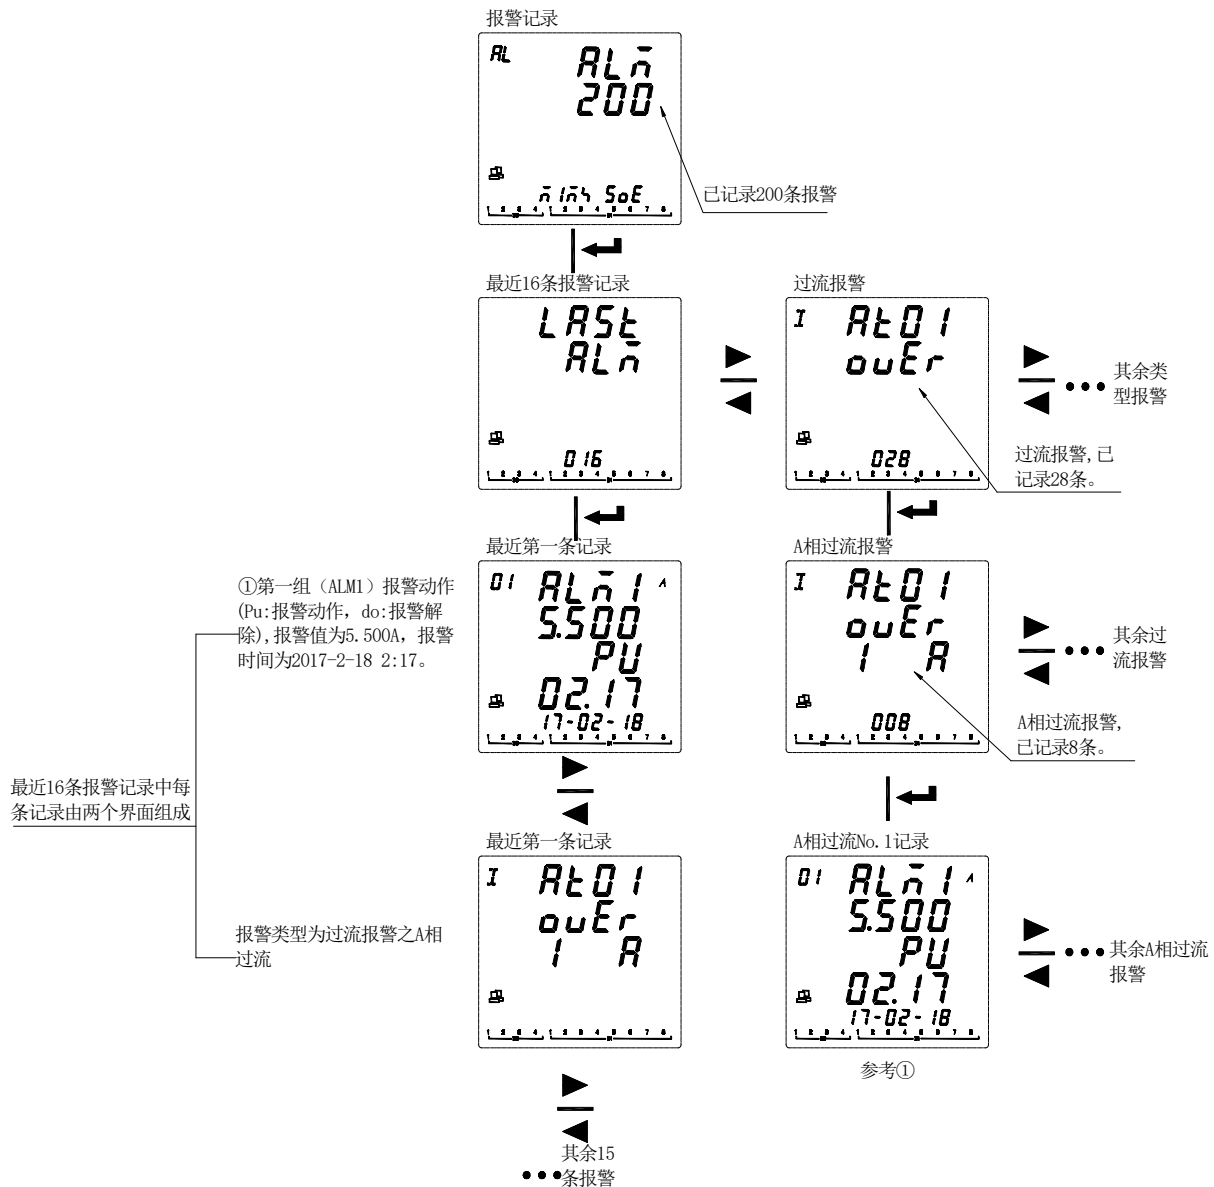 报警记录
AL
ALM
200
已记录200条报警
SoE
最近16条报警记录
LASt
ALM
016
过流报警
I
At01
ovEr
028
其余类
型报警
过流报警,已
记录28条。
最近第一条记录
01
ALM1
5.500
PU
02.17
17-02-18
①第一组（ALM1）报警动作
(Pu:报警动作，do:报警解
除),报警值为5.500A，报警
时间为2017-2-18 2:17。
A相过流报警
I
At01
ovEr
1 A
008
其余过
流报警
A相过流报警,
已记录8条。
最近16条报警记录中每
条记录由两个界面组成
最近第一条记录
I
At01
ovEr
1 A
报警类型为过流报警之A相
过流
A相过流No.1记录
01
ALM1
5.500
PU
02.17
17-02-18
其余A相过流
报警
参考①
其余15
条报警